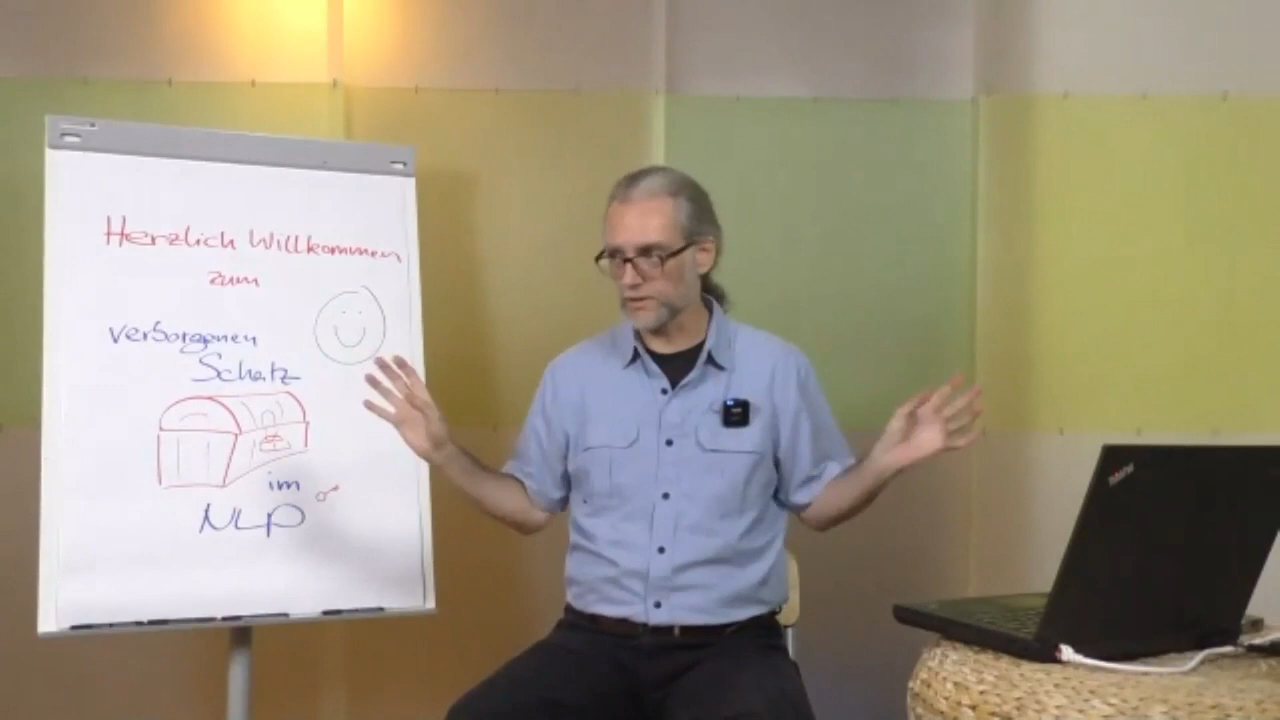 Herzlich Willkommen
zum
verborgenen
Schatz
im
NLP